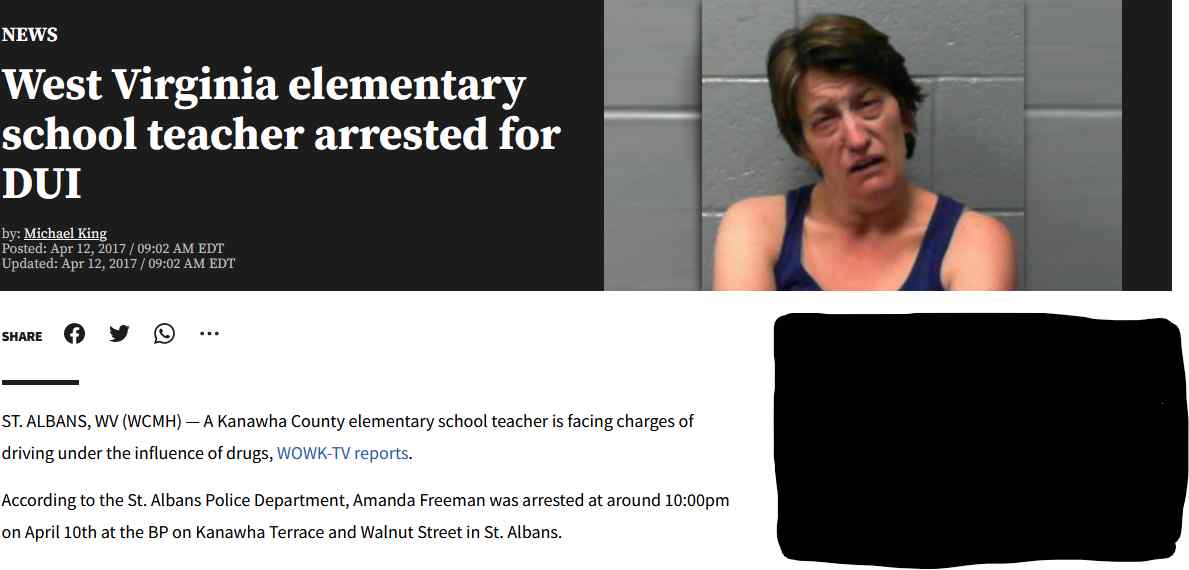 NEWS
West Virginia elementary
school teacher arrested for
DUI
by: Michael King
Posted: Apr 12, 2017 / 09:02 AM EDT
Updated: Apr 12, 2017 / 09:02 AM EDT
SHARE
ST. ALBANS, WV (WCMH) — A Kanawha County elementary school teacher is facing charges of
driving under the influence of drugs, WOWK-TV reports.
According to the St. Albans Police Department, Amanda Freeman was arrested at around 10:00pm
on April 10th at the BP on Kanawha Terrace and Walnut Street in St. Albans.